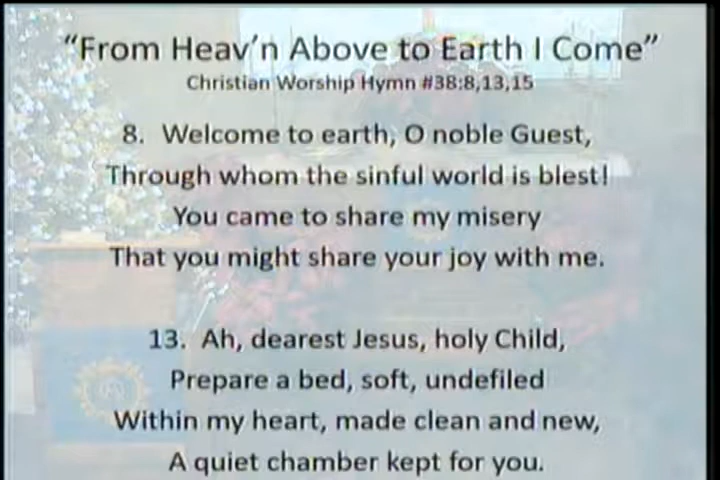 “From Heav’n Above to Earth I Come”
Christian Worship Hymn #38:8,13,15
8. Welcome to earth, O noble Guest,
Through whom the sinful world is blest!
You came to share my misery
That you might share your joy with me.
13. Ah, dearest Jesus, holy Child,
Prepare a bed, soft, undefiled
Within my heart, made clean and new,
A quiet chamber kept for you.